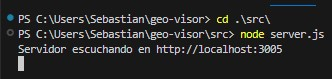 PS C:\Users\Sebastian\geo-visor> cd .\src\
PS C:\Users\Sebastian\geo-visor\src> node server.js
Servidor escuchando en http://localhost:3005